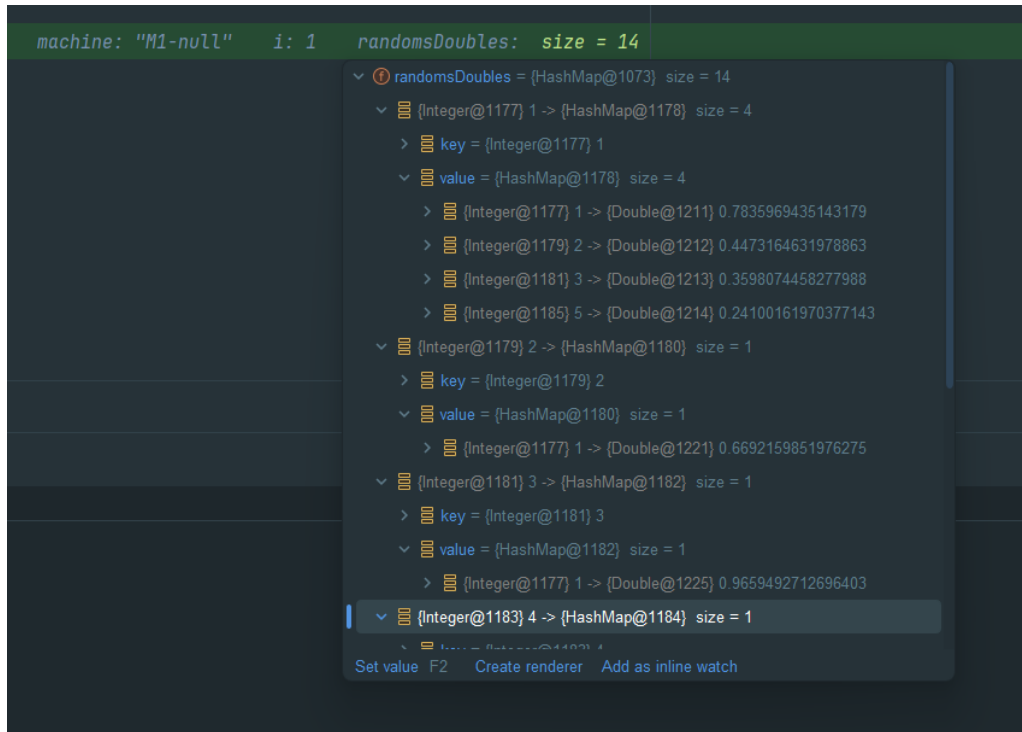 machine: "M1-null" i: 1 randomsDoubles: size = 14
f randomsDoubles = {HashMap@1073} size = 14
{Integer@1177} 1 -> {HashMap@1178} size = 4
key = {Integer@1177} 1
value = {HashMap@1178} size = 4
{Integer@1177} 1 -> {Double@1211} 0.7835969435143179
{Integer@1179} 2 -> {Double@1212} 0.4473164631978863
{Integer@1181} 3 -> {Double@1213} 0.3598074458277988
{Integer@1185} 5 -> {Double@1214} 0.24100161970377143
{Integer@1179} 2 -> {HashMap@1180} size = 1
key = {Integer@1179} 2
value = {HashMap@1180} size = 1
{Integer@1177} 1 -> {Double@1221} 0.6692159851976275
{Integer@1181} 3 -> {HashMap@1182} size = 1
key = {Integer@1181} 3
value = {HashMap@1182} size = 1
{Integer@1177} 1 -> {Double@1225} 0.9659492712696403
{Integer@1183} 4 -> {HashMap@1184} size = 1
key = {Integer@1183} 4
Set value F2 Create renderer Add as inline watch